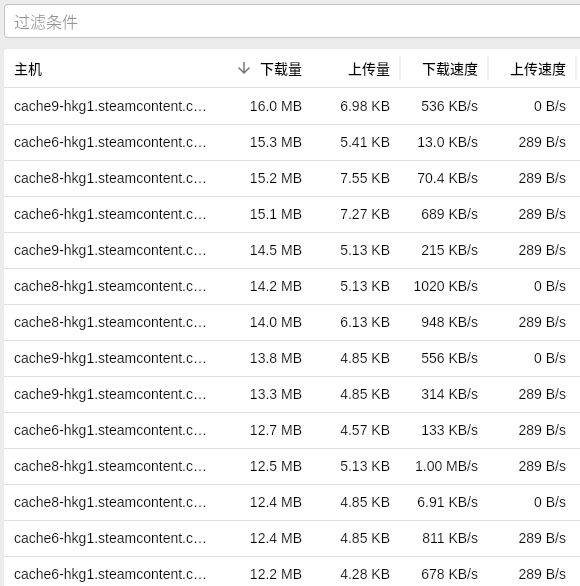 过滤条件
主机 下载量 上传量 下载速度 上传速度
cache9-hkg1.steamcontent.c… 16.0 MB 6.98 KB 536 KB/s 0 B/s
cache6-hkg1.steamcontent.c… 15.3 MB 5.41 KB 13.0 KB/s 289 B/s
cache8-hkg1.steamcontent.c… 15.2 MB 7.55 KB 70.4 KB/s 289 B/s
cache6-hkg1.steamcontent.c… 15.1 MB 7.27 KB 689 KB/s 289 B/s
cache9-hkg1.steamcontent.c… 14.5 MB 5.13 KB 215 KB/s 289 B/s
cache8-hkg1.steamcontent.c… 14.2 MB 5.13 KB 1020 KB/s 0 B/s
cache8-hkg1.steamcontent.c… 14.0 MB 6.13 KB 948 KB/s 289 B/s
cache9-hkg1.steamcontent.c… 13.8 MB 4.85 KB 556 KB/s 0 B/s
cache9-hkg1.steamcontent.c… 13.3 MB 4.85 KB 314 KB/s 289 B/s
cache6-hkg1.steamcontent.c… 12.7 MB 4.57 KB 133 KB/s 289 B/s
cache8-hkg1.steamcontent.c… 12.5 MB 5.13 KB 1.00 MB/s 289 B/s
cache8-hkg1.steamcontent.c… 12.4 MB 4.85 KB 6.91 KB/s 0 B/s
cache6-hkg1.steamcontent.c… 12.4 MB 4.85 KB 811 KB/s 289 B/s
cache6-hkg1.steamcontent.c… 12.2 MB 4.28 KB 678 KB/s 289 B/s